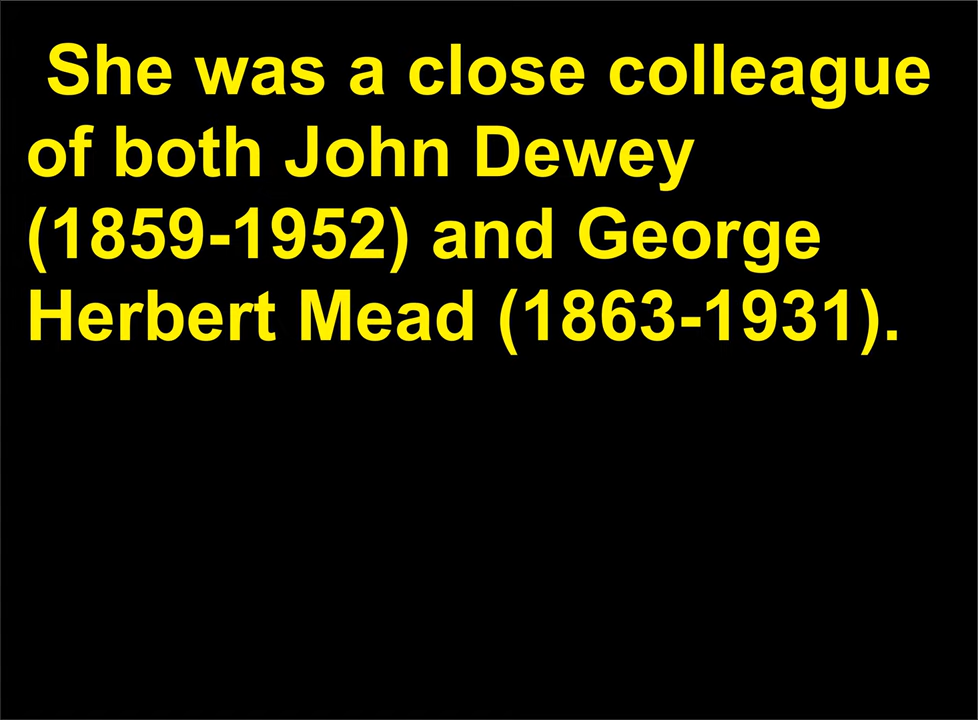 She was a close colleague
of both John Dewey
(1859-1952) and George
Herbert Mead (1863-1931).